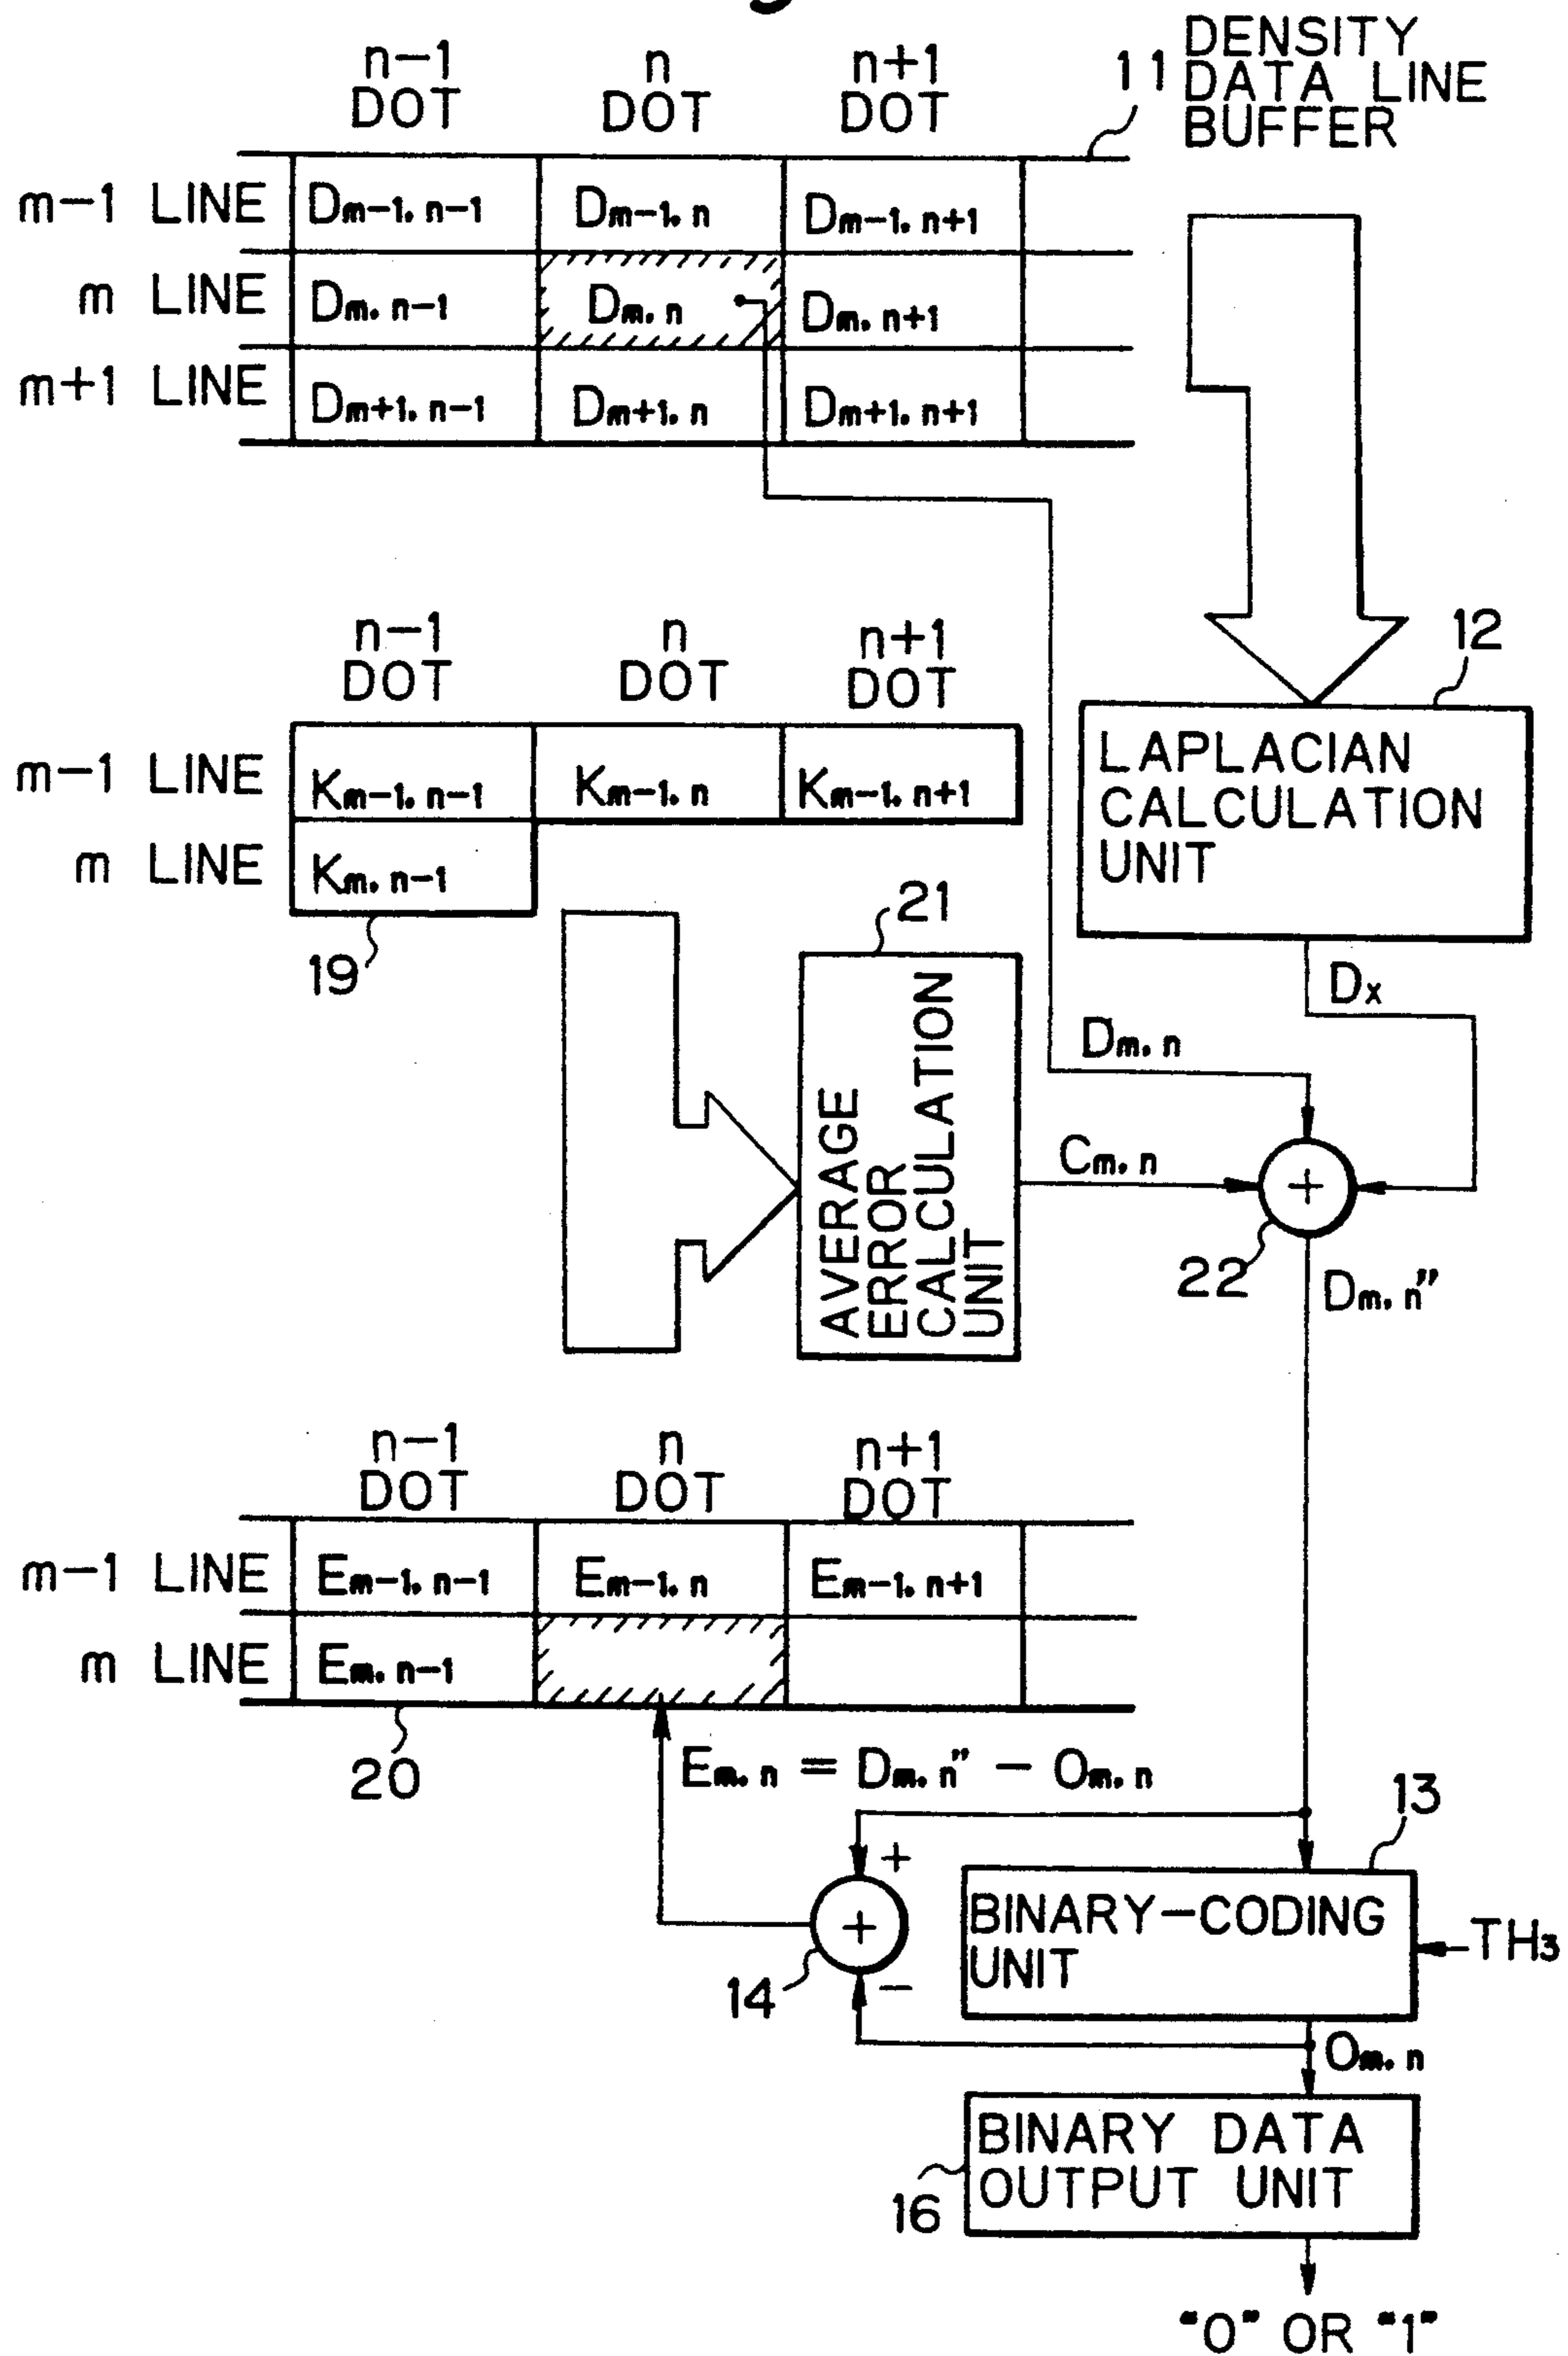 n-1 DOT
n DOT
n+1 DOT
11 DENSITY DATA LINE BUFFER
m-1 LINE Dm-1.n-1 Dm-1.n Dm-1.n+1
m LINE Dm.n-1 Dm.n Dm.n+1
m+1 LINE Dm+1.n-1 Dm+1.n Dm+1.n+1
n-1 DOT
n DOT
n+1 DOT
12
LAPLACIAN
CALCULATION
UNIT
m-1 LINE Km-1.n-1 Km-1.n Km-1.n+1
m LINE Km.n-1
19
21
AVERAGE
ERROR
CALCULATION
UNIT
Dx
Dm.n
Cm.n
+
22
Dm.n"
n-1 DOT
n DOT
n+1 DOT
m-1 LINE Em-1.n-1 Em-1.n Em-1.n+1
m LINE Em.n-1
20
Em.n = Dm.n" - Om.n
13
+
+
-
14
BINARY-CODING
UNIT
TH3
Om.n
BINARY DATA
OUTPUT UNIT
16
"0" OR "1"